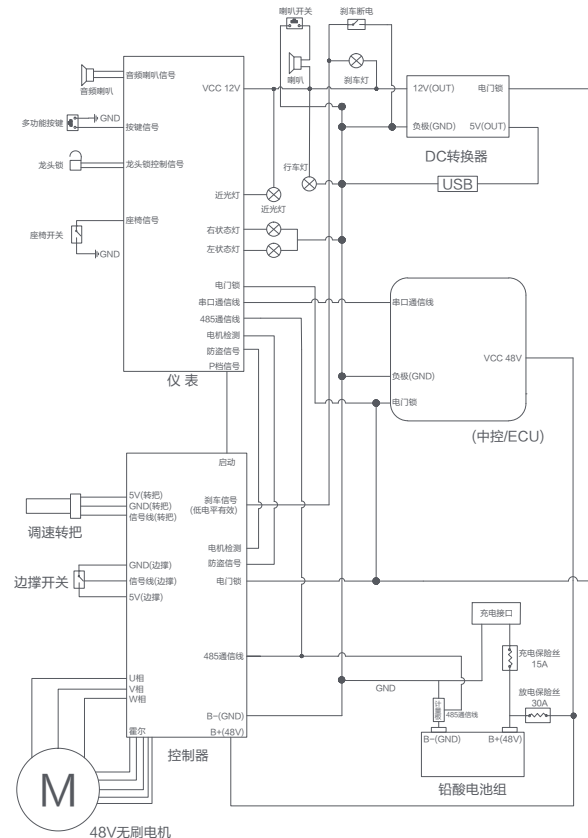 喇叭开关
刹车断电
音频喇叭信号
音频喇叭
VCC 12V
喇叭
刹车灯
12V(OUT)
电门锁
GND
多功能按键
按键信号
负极(GND)
5V(OUT)
DC转换器
龙头锁
龙头锁控制信号
行车灯
USB
近光灯
近光灯
座椅信号
座椅开关
右状态灯
左状态灯
GND
电门锁
串口通信线
串口通信线
485通信线
电机检测
防盗信号
P档信号
VCC 48V
仪 表
负极(GND)
电门锁
(中控/ECU)
启动
5V(转把)
GND(转把)
信号线(转把)
调速转把
刹车信号
(低电平有效)
电机检测
防盗信号
GND(边撑)
边撑开关
信号线(边撑)
5V(边撑)
电门锁
充电接口
485通信线
充电保险丝
15A
U相
V相
W相
GND
放电保险丝
30A
计量板
485通信线
B-(GND)
霍尔
B+(48V)
控制器
B-(GND)
B+(48V)
铅酸电池组
M
48V无刷电机